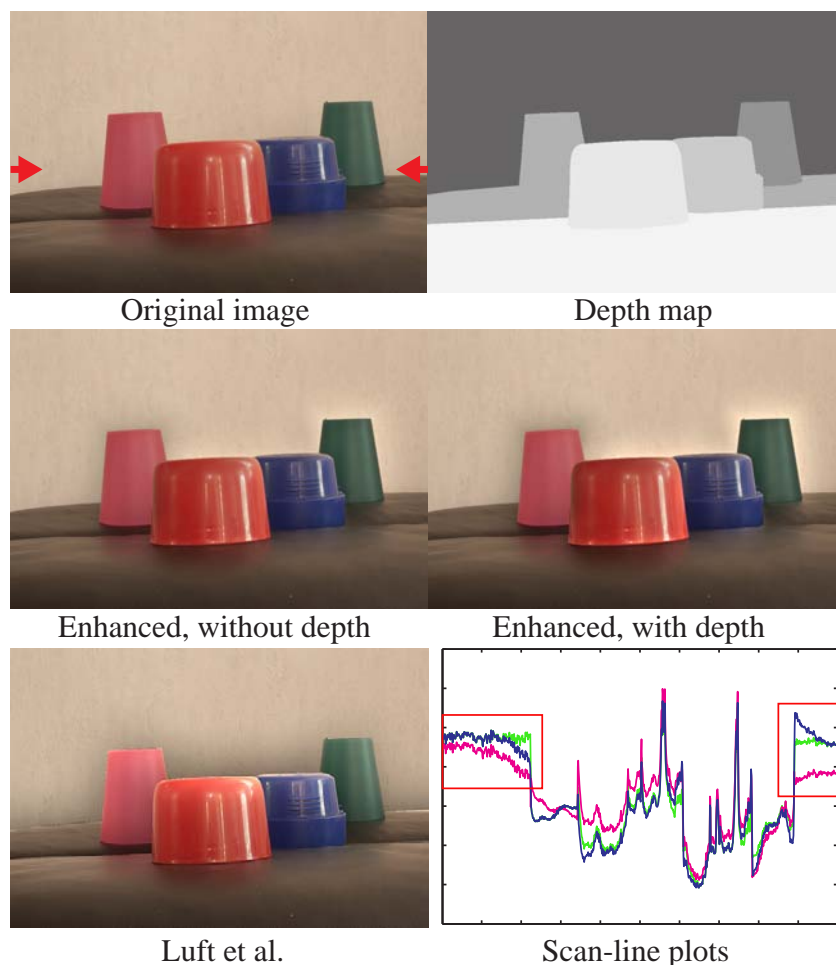 Original image
Depth map
Enhanced, without depth
Enhanced, with depth
Luft et al.
Scan-line plots